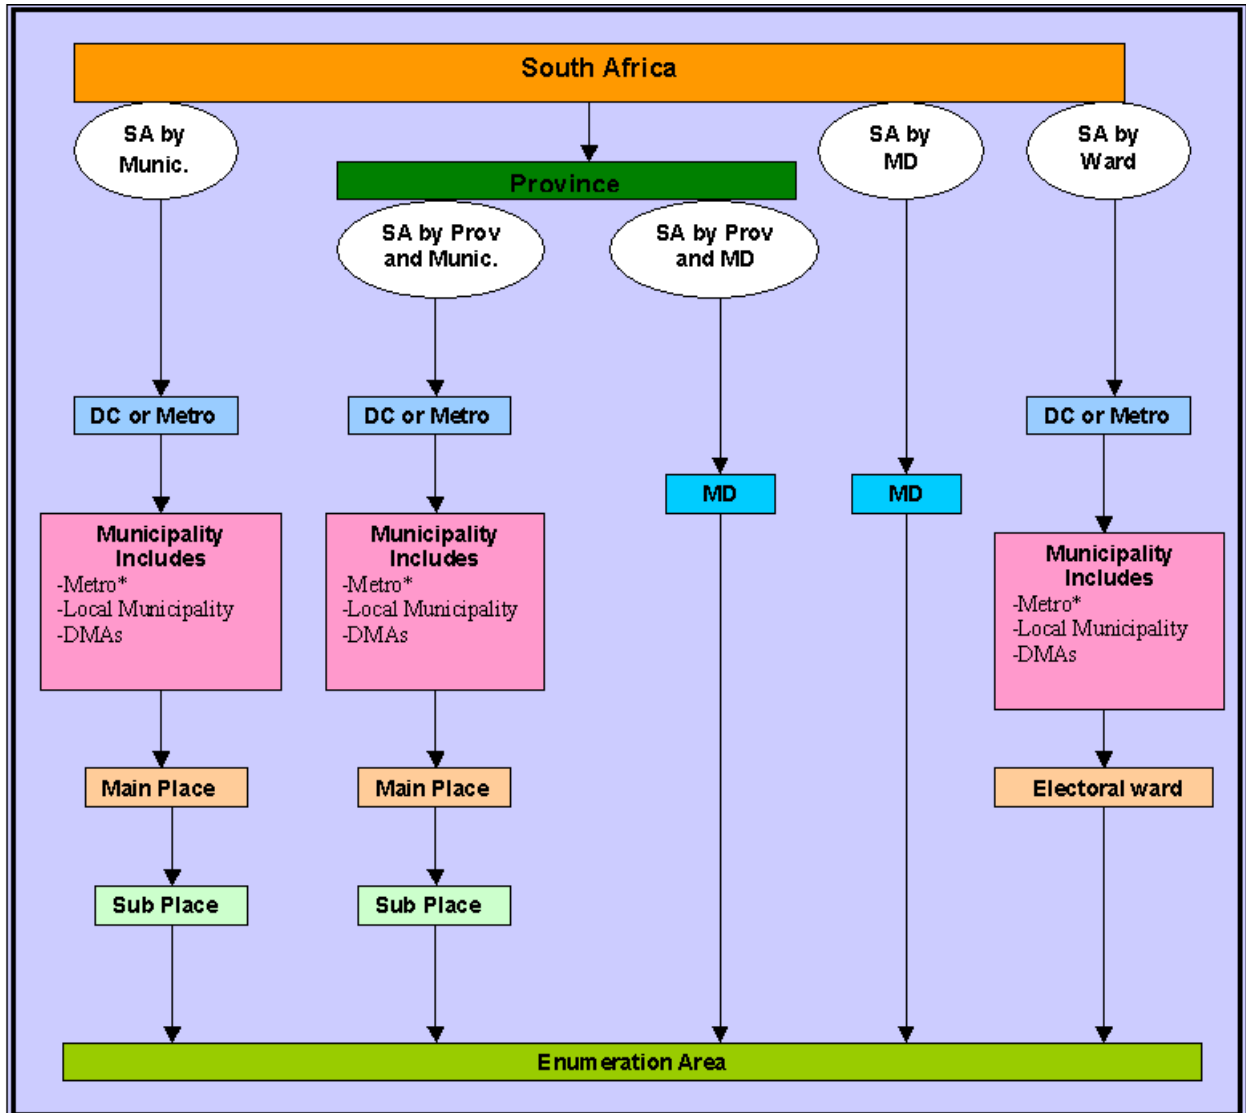 South Africa
SA by
Munic.
SA by
MD
SA by
Ward
Province
SA by Prov
and Munic.
SA by Prov
and MD
DC or Metro
DC or Metro
DC or Metro
MD
MD
Municipality
Includes
-Metro*
-Local Municipality
-DMAs
Municipality
Includes
-Metro*
-Local Municipality
-DMAs
Municipality
Includes
-Metro*
-Local Municipality
-DMAs
Main Place
Main Place
Electoral ward
Sub Place
Sub Place
Enumeration Area